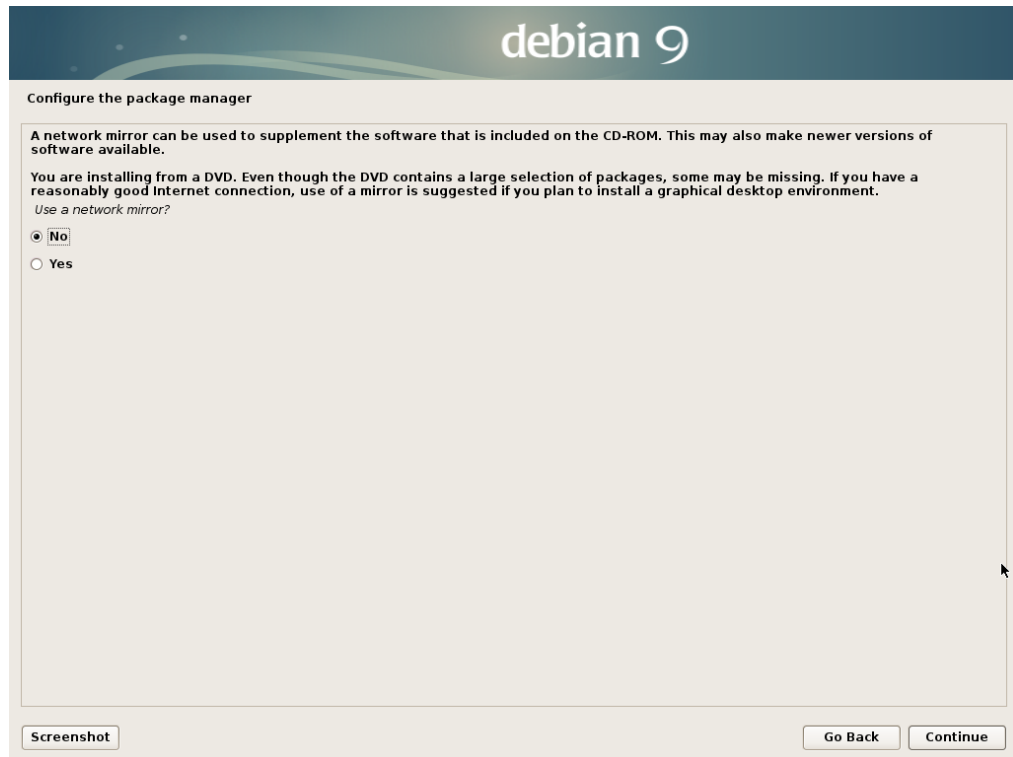 debian 9
Configure the package manager
A network mirror can be used to supplement the software that is included on the CD-ROM. This may also make newer versions of
software available.
You are installing from a DVD. Even though the DVD contains a large selection of packages, some may be missing. If you have a
reasonably good Internet connection, use of a mirror is suggested if you plan to install a graphical desktop environment.
Use a network mirror?
No
Yes
Screenshot
Go Back
Continue